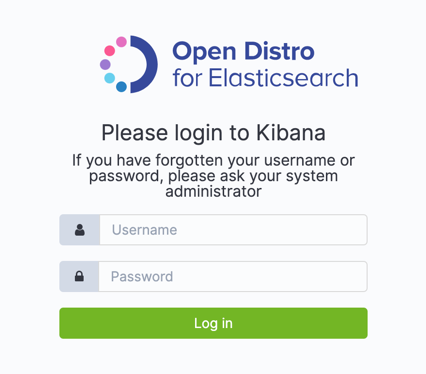 Open Distro
for Elasticsearch
Please login to Kibana
If you have forgotten your username or
password, please ask your system
administrator
Username
Password
Log in